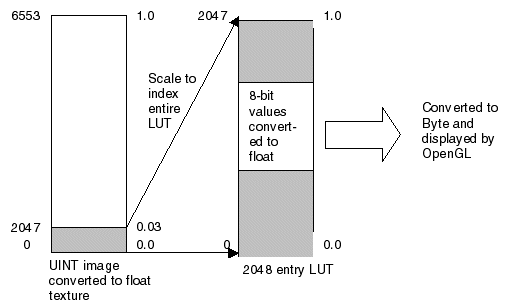 6553
1.0
2047
1.0
Scale to
index
entire
LUT
8-bit
values
convert-
ed to
float
Converted to
Byte and
displayed by
OpenGL
2047
0.03
0
0.0
0
0.0
UINT image
converted to float
texture
2048 entry LUT